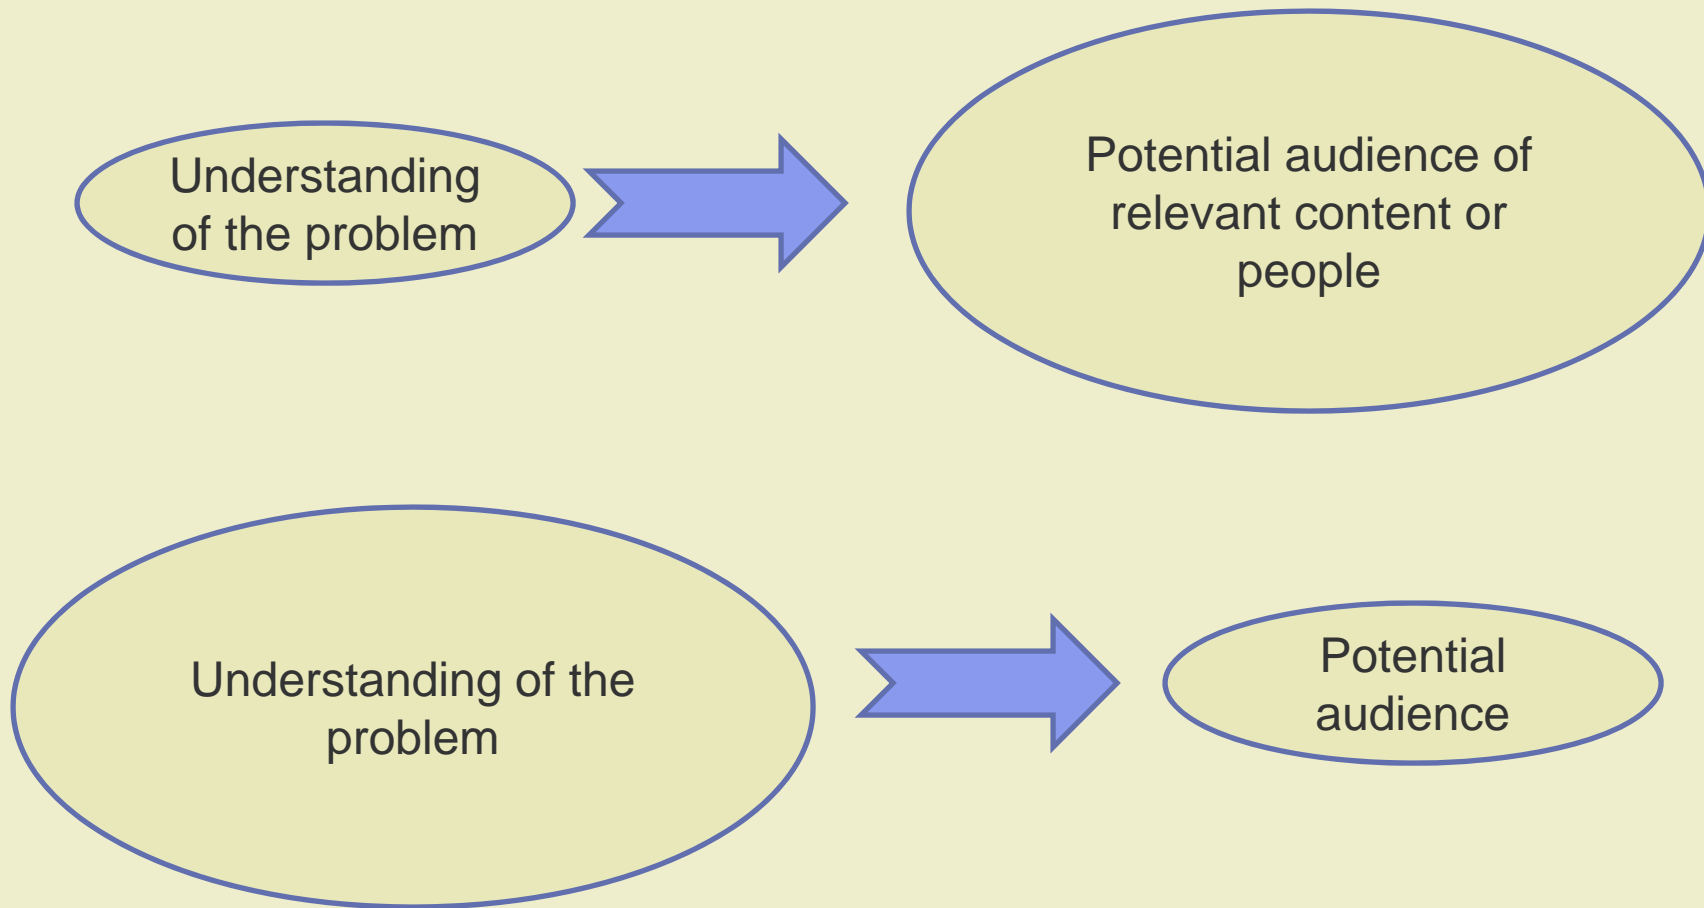 Understanding
of the problem
Potential audience of
relevant content or
people
Understanding of the
problem
Potential
audience